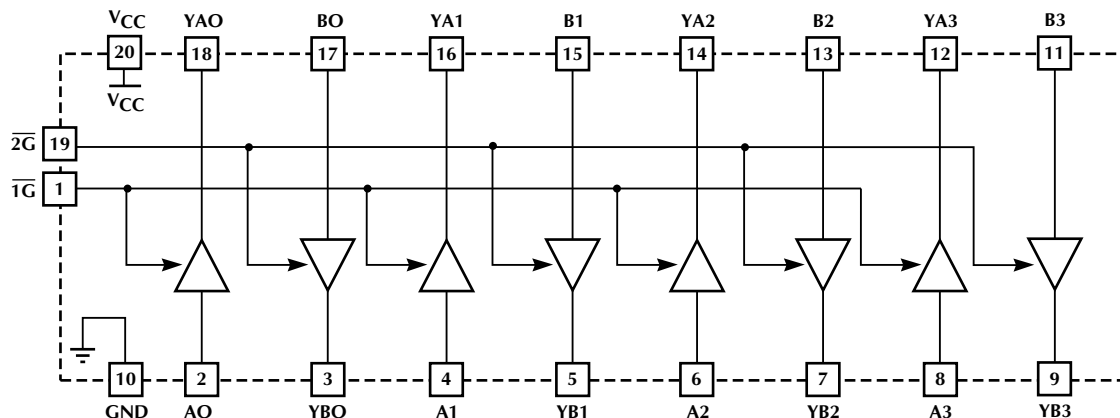 VCC YAO BO YA1 B1 YA2 B2 YA3 B3
20 18 17 16 15 14 13 12 11
VCC
2G 19
1G 1
10 2 3 4 5 6 7 8 9
GND AO YBO A1 YB1 A2 YB2 A3 YB3